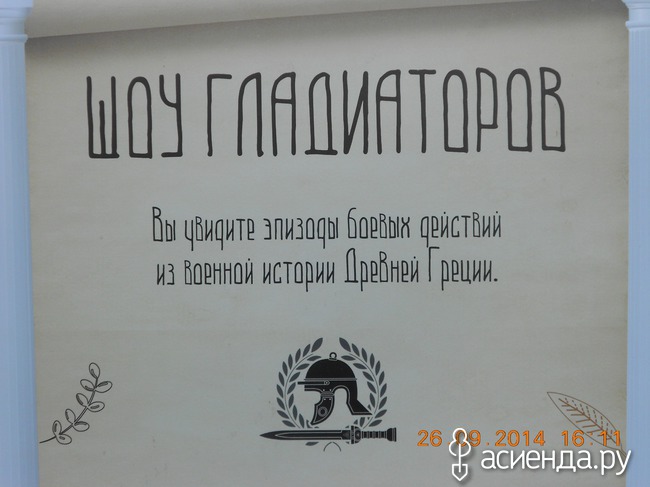 ШОУ ГЛАДИАТОРОВ
Вы увидите эпизоды боевых действий
из военной истории Древней Греции.
26 09 2014 16 11
асиенда.ру